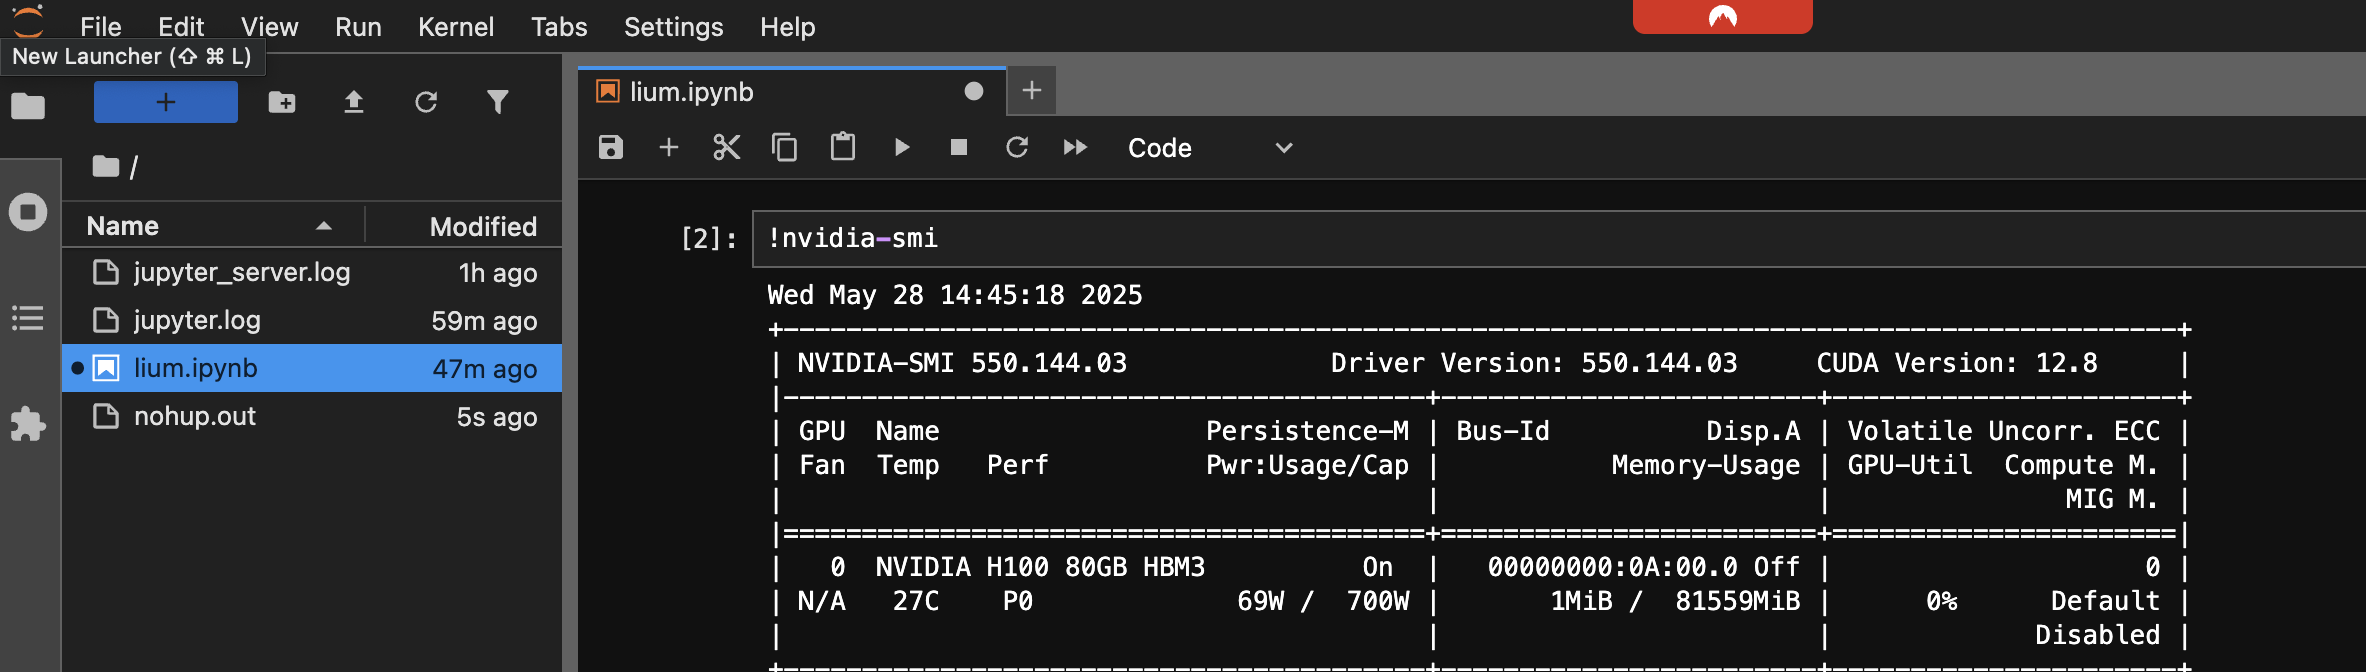 File Edit View Run Kernel Tabs Settings Help
New Launcher (⇧ ⌘ L)
lium.ipynb
/
Code
Name Modified
jupyter_server.log 1h ago
jupyter.log 59m ago
lium.ipynb 47m ago
nohup.out 5s ago
[2]: !nvidia-smi
Wed May 28 14:45:18 2025
+-----------------------------------------------------------------------------------------+
| NVIDIA-SMI 550.144.03             Driver Version: 550.144.03     CUDA Version: 12.8     |
|-----------------------------------------+------------------------+----------------------+
| GPU  Name                 Persistence-M | Bus-Id          Disp.A | Volatile Uncorr. ECC |
| Fan  Temp   Perf          Pwr:Usage/Cap |           Memory-Usage | GPU-Util  Compute M. |
|                                         |                        |               MIG M. |
|=========================================+========================+======================|
|   0  NVIDIA H100 80GB HBM3          On  |   00000000:0A:00.0 Off |                    0 |
| N/A   27C    P0              69W /  700W |       1MiB /  81559MiB |      0%      Default |
|                                         |                        |             Disabled |
+-----------------------------------------+------------------------+----------------------+